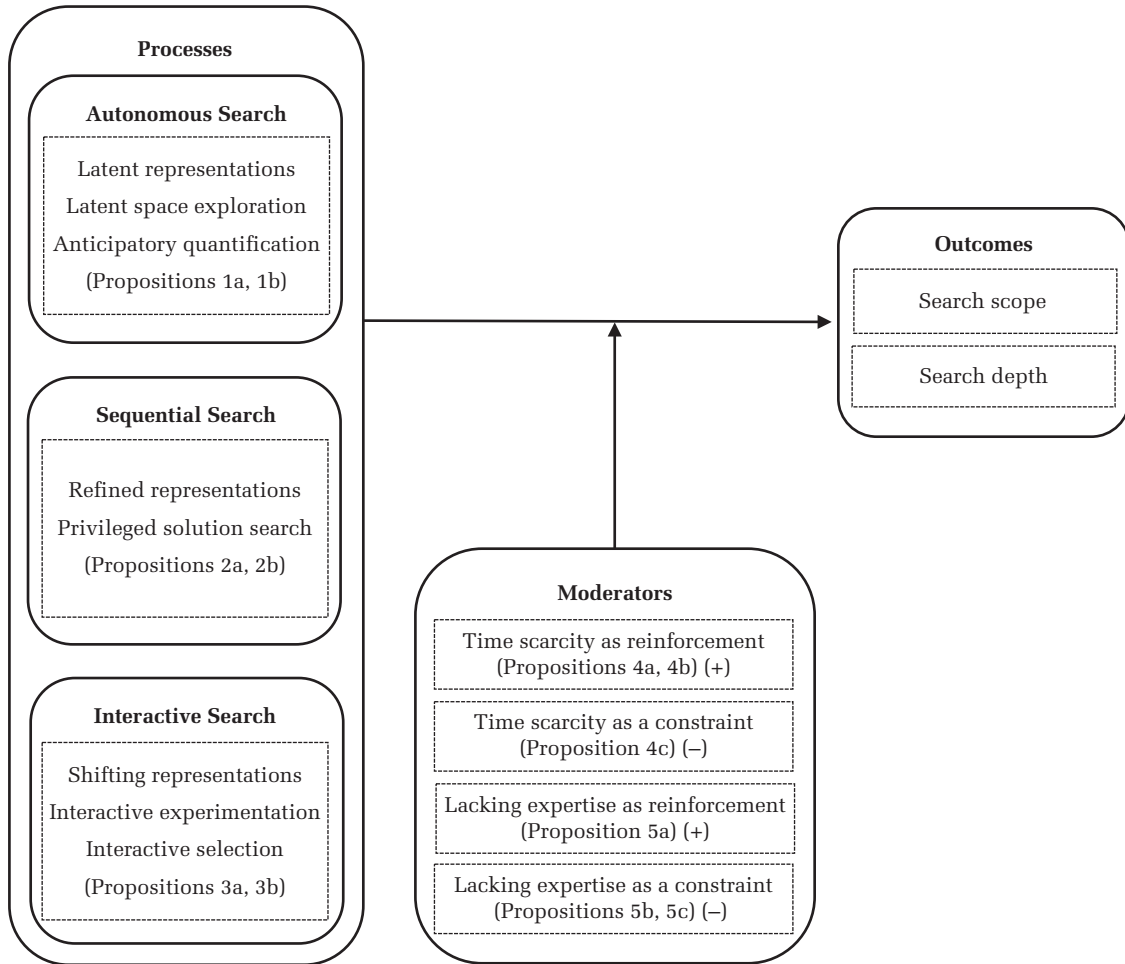 Processes
Autonomous Search
Latent representations
Latent space exploration
Anticipatory quantification
(Propositions 1a, 1b)
Sequential Search
Refined representations
Privileged solution search
(Propositions 2a, 2b)
Interactive Search
Shifting representations
Interactive experimentation
Interactive selection
(Propositions 3a, 3b)
Moderators
Time scarcity as reinforcement
(Propositions 4a, 4b) (+)
Time scarcity as a constraint
(Proposition 4c) (–)
Lacking expertise as reinforcement
(Proposition 5a) (+)
Lacking expertise as a constraint
(Propositions 5b, 5c) (–)
Outcomes
Search scope
Search depth